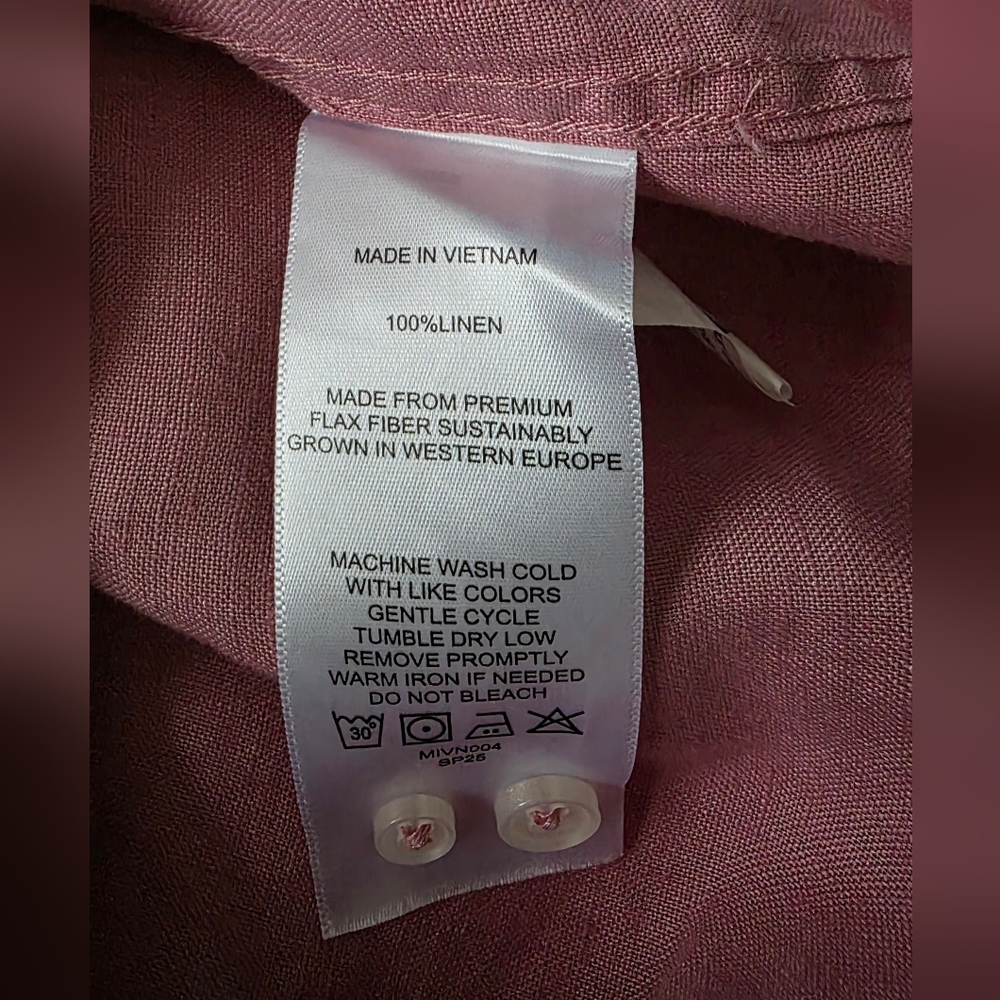 MADE IN VIETNAM
100%LINEN
MADE FROM PREMIUM
FLAX FIBER SUSTAINABLY
GROWN IN WESTERN EUROPE
MACHINE WASH COLD
WITH LIKE COLORS
GENTLE CYCLE
TUMBLE DRY LOW
REMOVE PROMPTLY
WARM IRON IF NEEDED
DO NOT BLEACH
30°
MIVND04
SP25